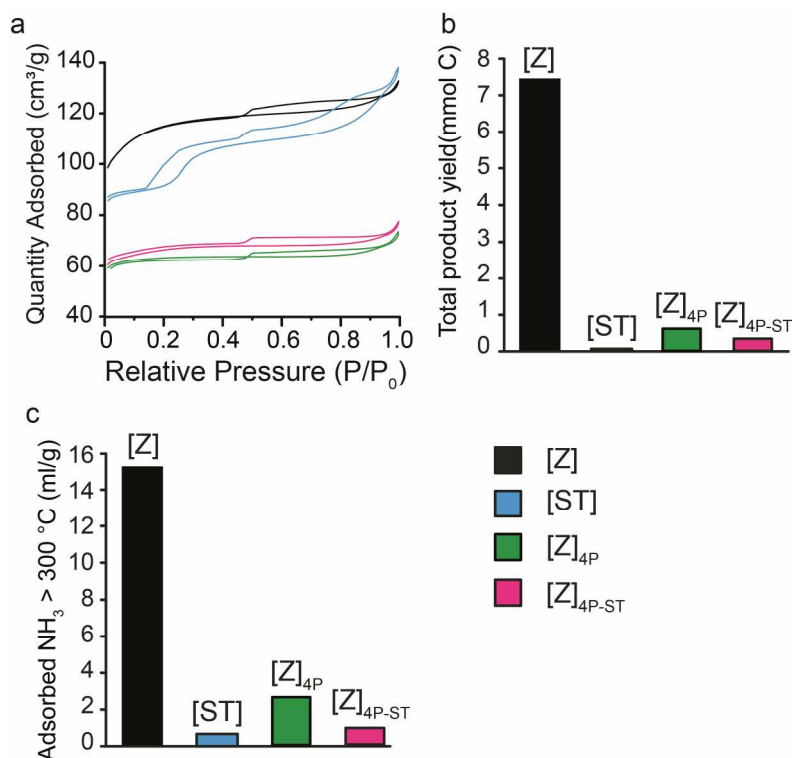 a
Quantity Adsorbed (cm³/g)
140
120
100
80
60
40
0
0.2
0.4
0.6
0.8
1.0
Relative Pressure (P/P₀)
b
Total product yield(mmol C)
8
7
6
5
4
3
2
1
0
[Z]
[ST]
[Z]4P
[Z]4P-ST
c
Adsorbed NH₃ > 300 °C (ml/g)
16
14
12
10
8
6
4
2
0
[Z]
[ST]
[Z]4P
[Z]4P-ST
[Z]
[ST]
[Z]4P
[Z]4P-ST